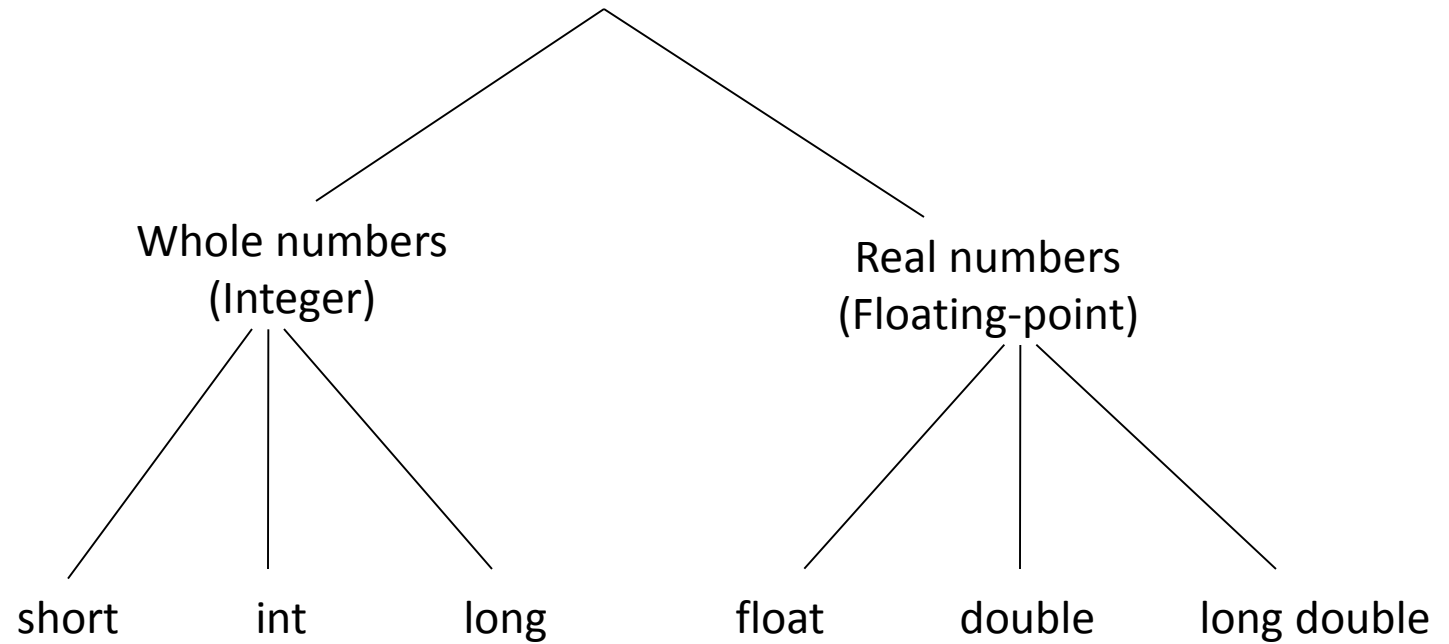 Whole numbers
(Integer)
Real numbers
(Floating-point)
short
int
long
float
double
long double